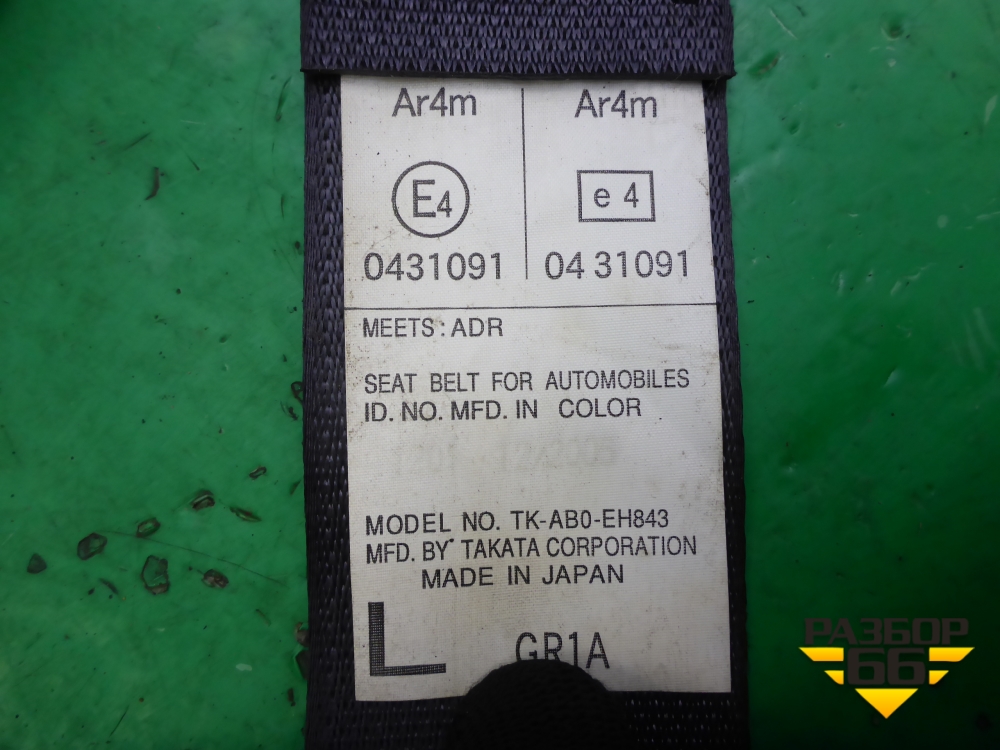 Ar4m Ar4m
E4 e 4
0431091 04 31091
MEETS: ADR
SEAT BELT FOR AUTOMOBILES
ID. NO. MFD. IN COLOR
MODEL NO. TK-AB0-EH843
MFD. BY TAKATA CORPORATION
MADE IN JAPAN
L GR1A
РАЗБОР
66